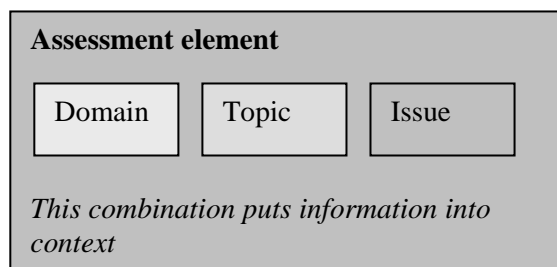 Assessment element
Domain Topic Issue
This combination puts information into
context